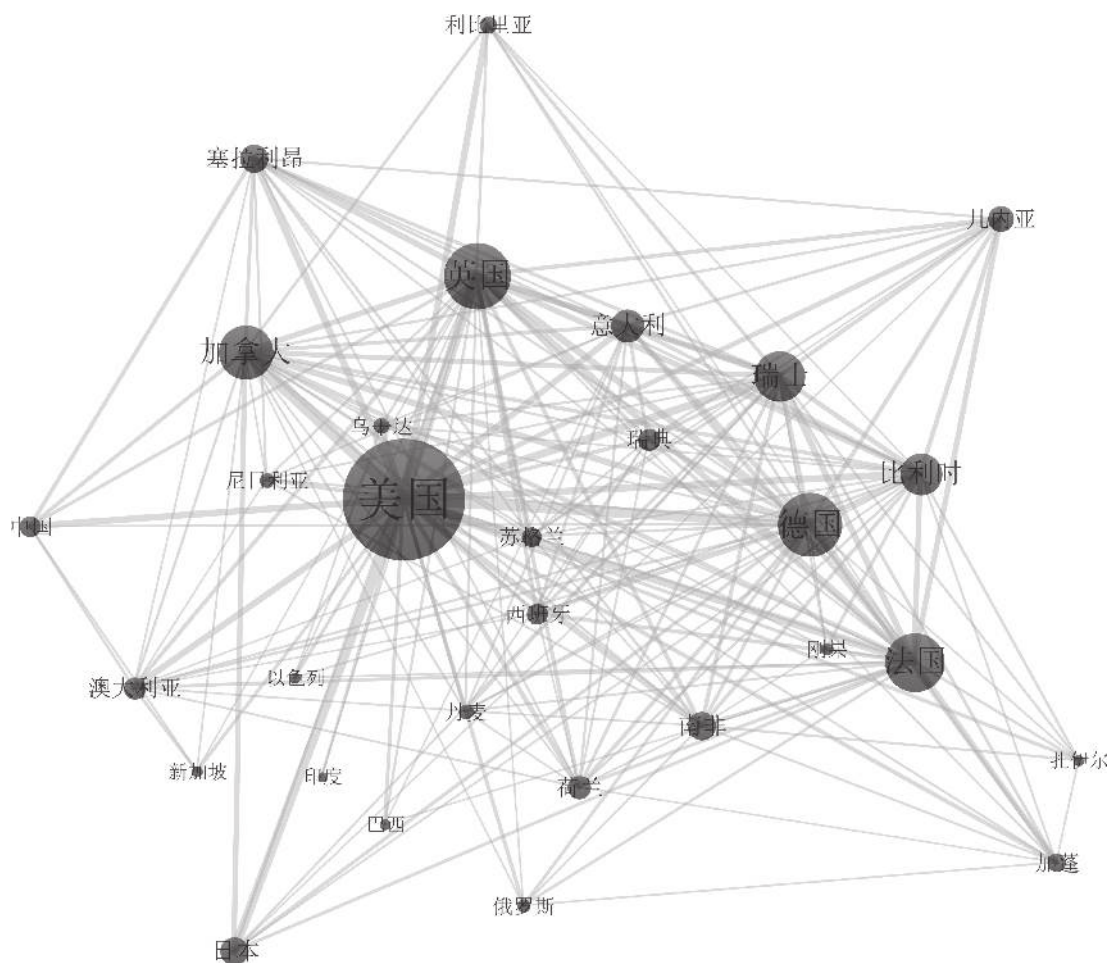 利比里亚
塞拉利昂
几内亚
英国
意大利
加拿大
瑞士
乌干达
瑞典
比利时
尼日利亚
美国
中国
德国
苏格兰
西班牙
刚果
法国
以色列
澳大利亚
丹麦
南非
扎伊尔
新加坡
印度
荷兰
巴西
加蓬
俄罗斯
日本